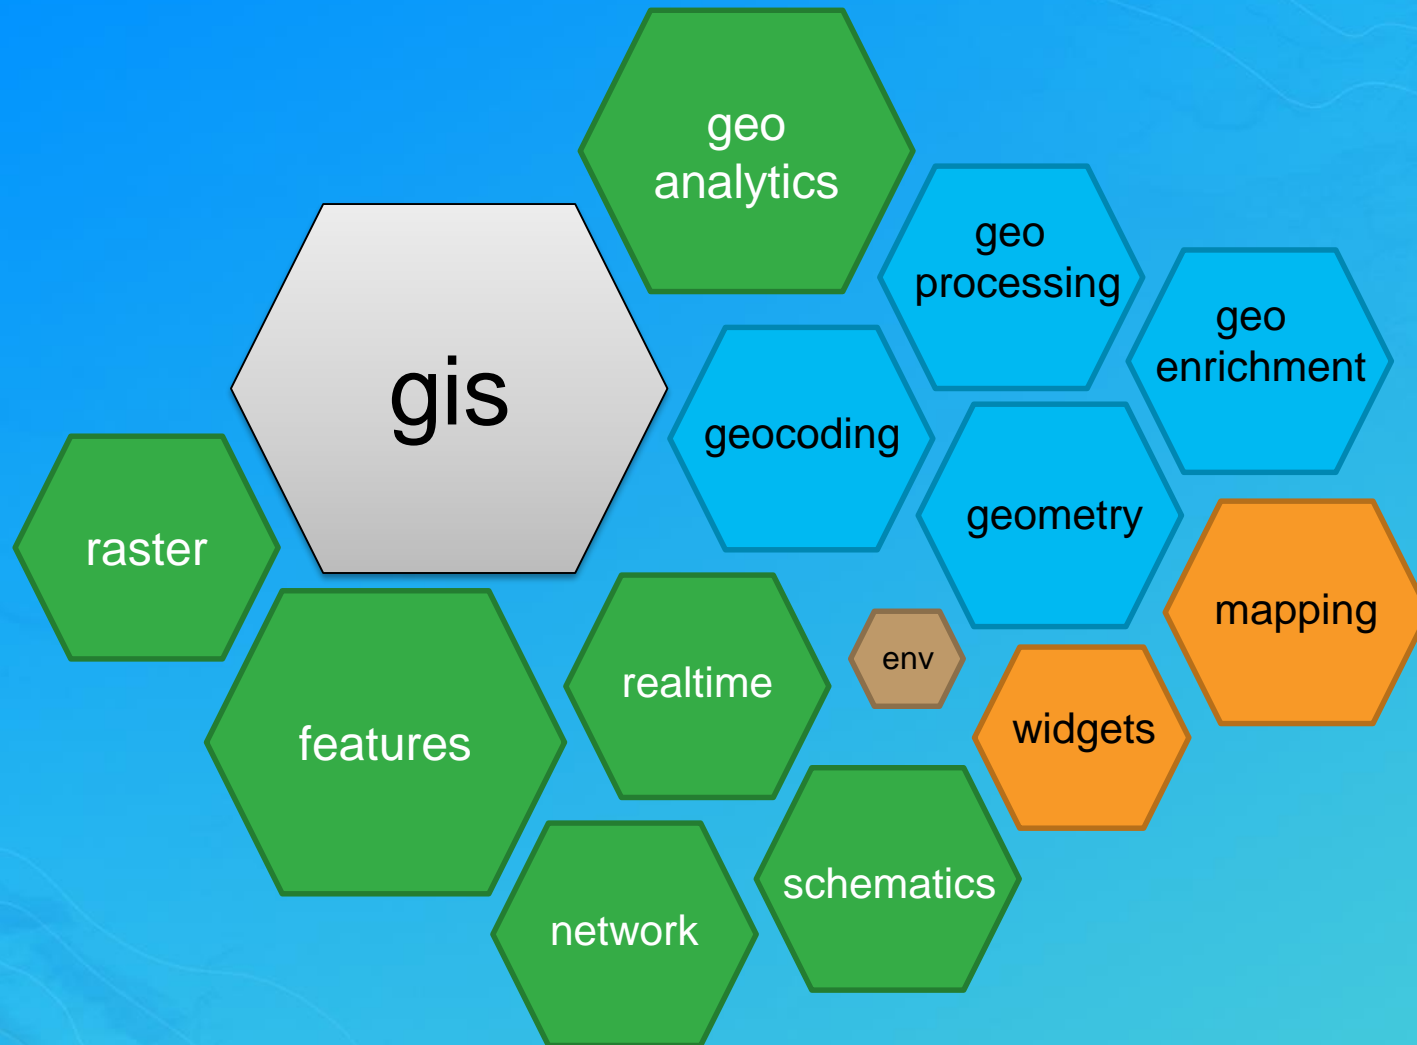 geo
analytics
geo
processing
geo
enrichment
gis
geocoding
geometry
raster
mapping
env
realtime
widgets
features
schematics
network